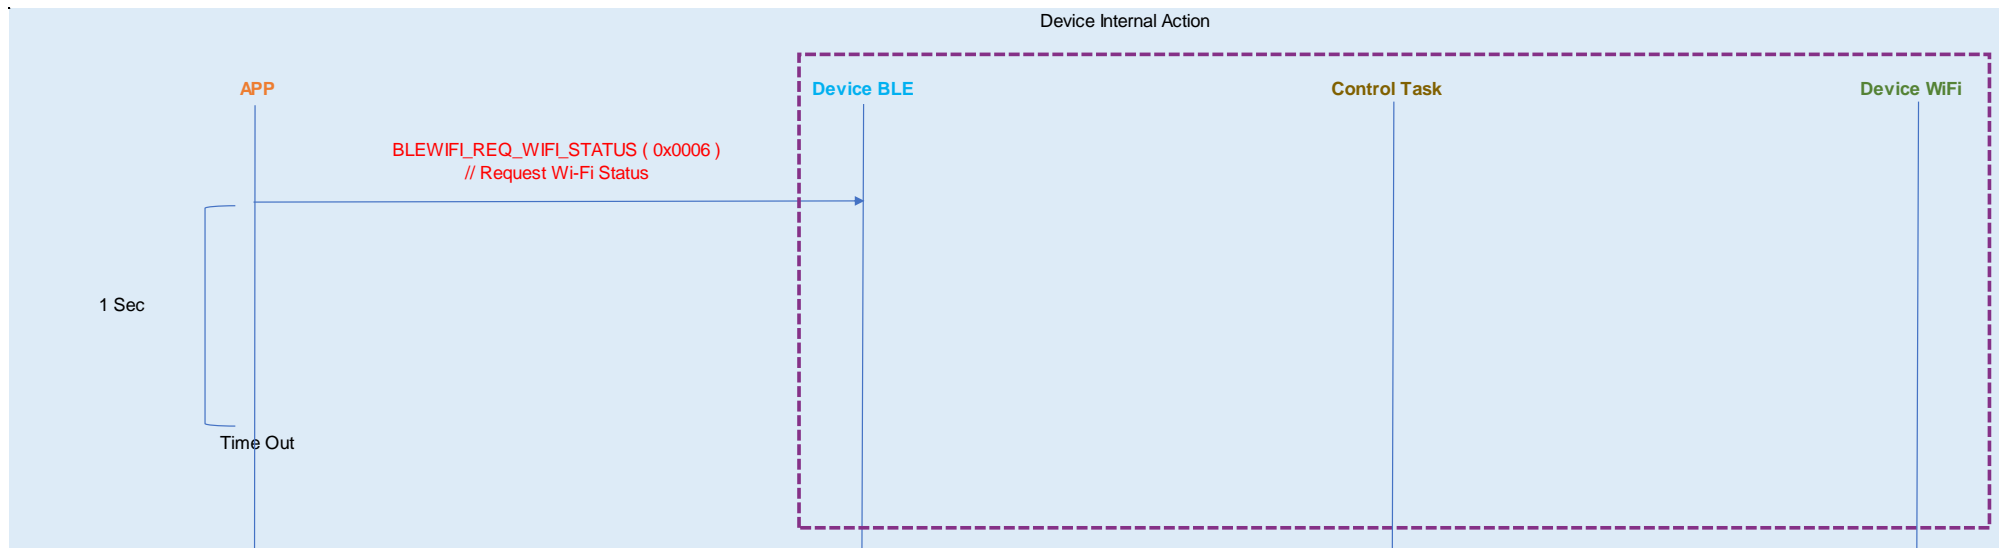 Device Internal Action
APP
Device BLE
Control Task
Device WiFi
BLEWIFI_REQ_WIFI_STATUS ( 0x0006 )
// Request Wi-Fi Status
1 Sec
Time Out